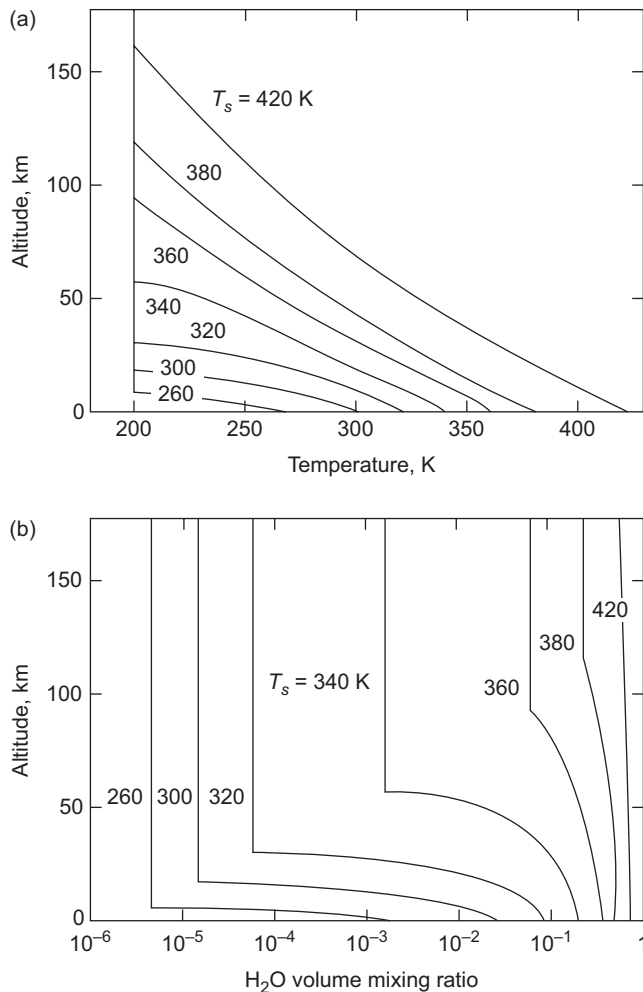 (a)
150
100
50
0
Altitude, km
T_s = 420 K
380
360
340
320
300
260
200 250 300 350 400
Temperature, K
(b)
150
100
50
0
Altitude, km
420
380
T_s = 340 K
360
260 300 320
10⁻⁶ 10⁻⁵ 10⁻⁴ 10⁻³ 10⁻² 10⁻¹ 1
H₂O volume mixing ratio